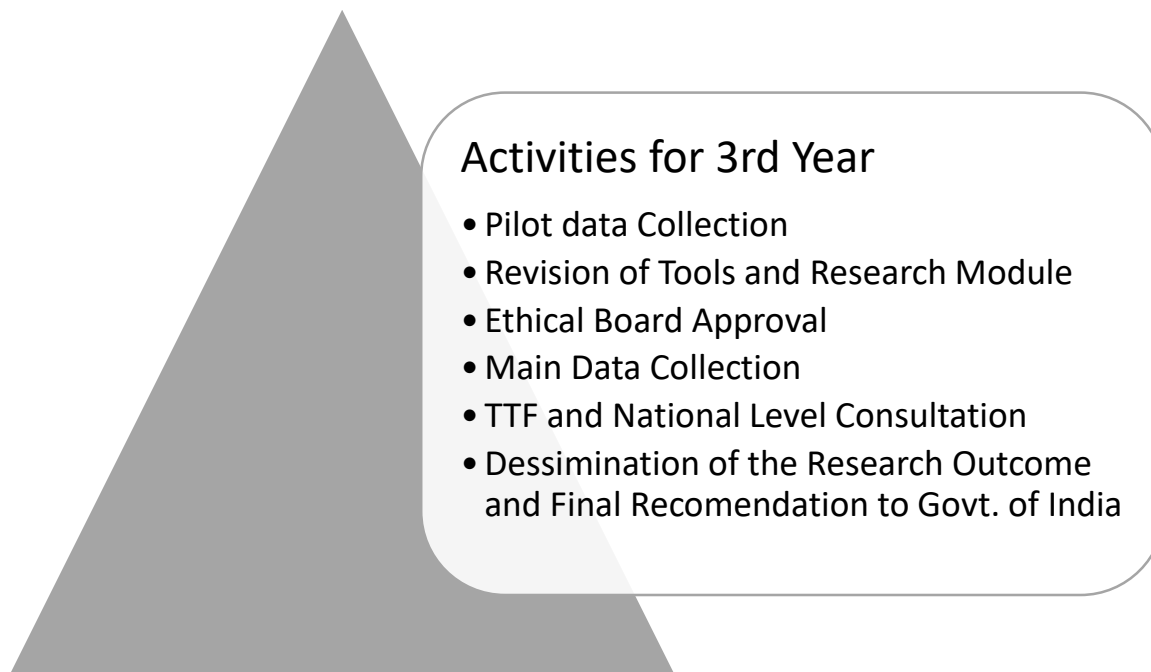 Activities for 3rd Year
• Pilot data Collection
• Revision of Tools and Research Module
• Ethical Board Approval
• Main Data Collection
• TTF and National Level Consultation
• Dessimination of the Research Outcome
and Final Recomendation to Govt. of India